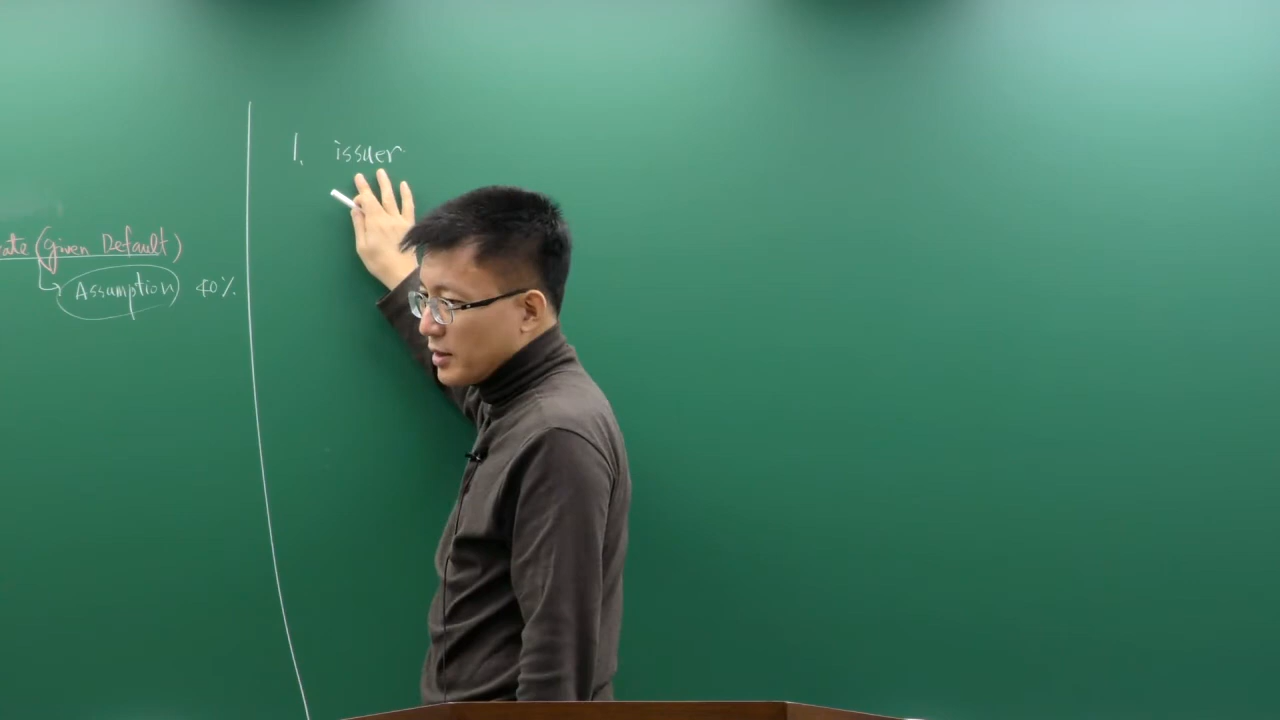 ate (given Default)
Assumption 40%
1. issuer